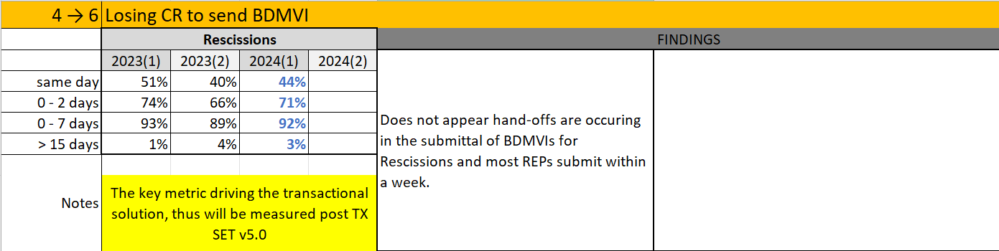 4 → 6 Losing CR to send BDMVI
Rescissions FINDINGS
2023(1) 2023(2) 2024(1) 2024(2)
same day 51% 40% 44%
0 - 2 days 74% 66% 71%
0 - 7 days 93% 89% 92%
> 15 days 1% 4% 3%
Notes
The key metric driving the transactional
solution, thus will be measured post TX
SET v5.0
Does not appear hand-offs are occuring
in the submittal of BDMVIs for
Rescissions and most REPs submit within
a week.